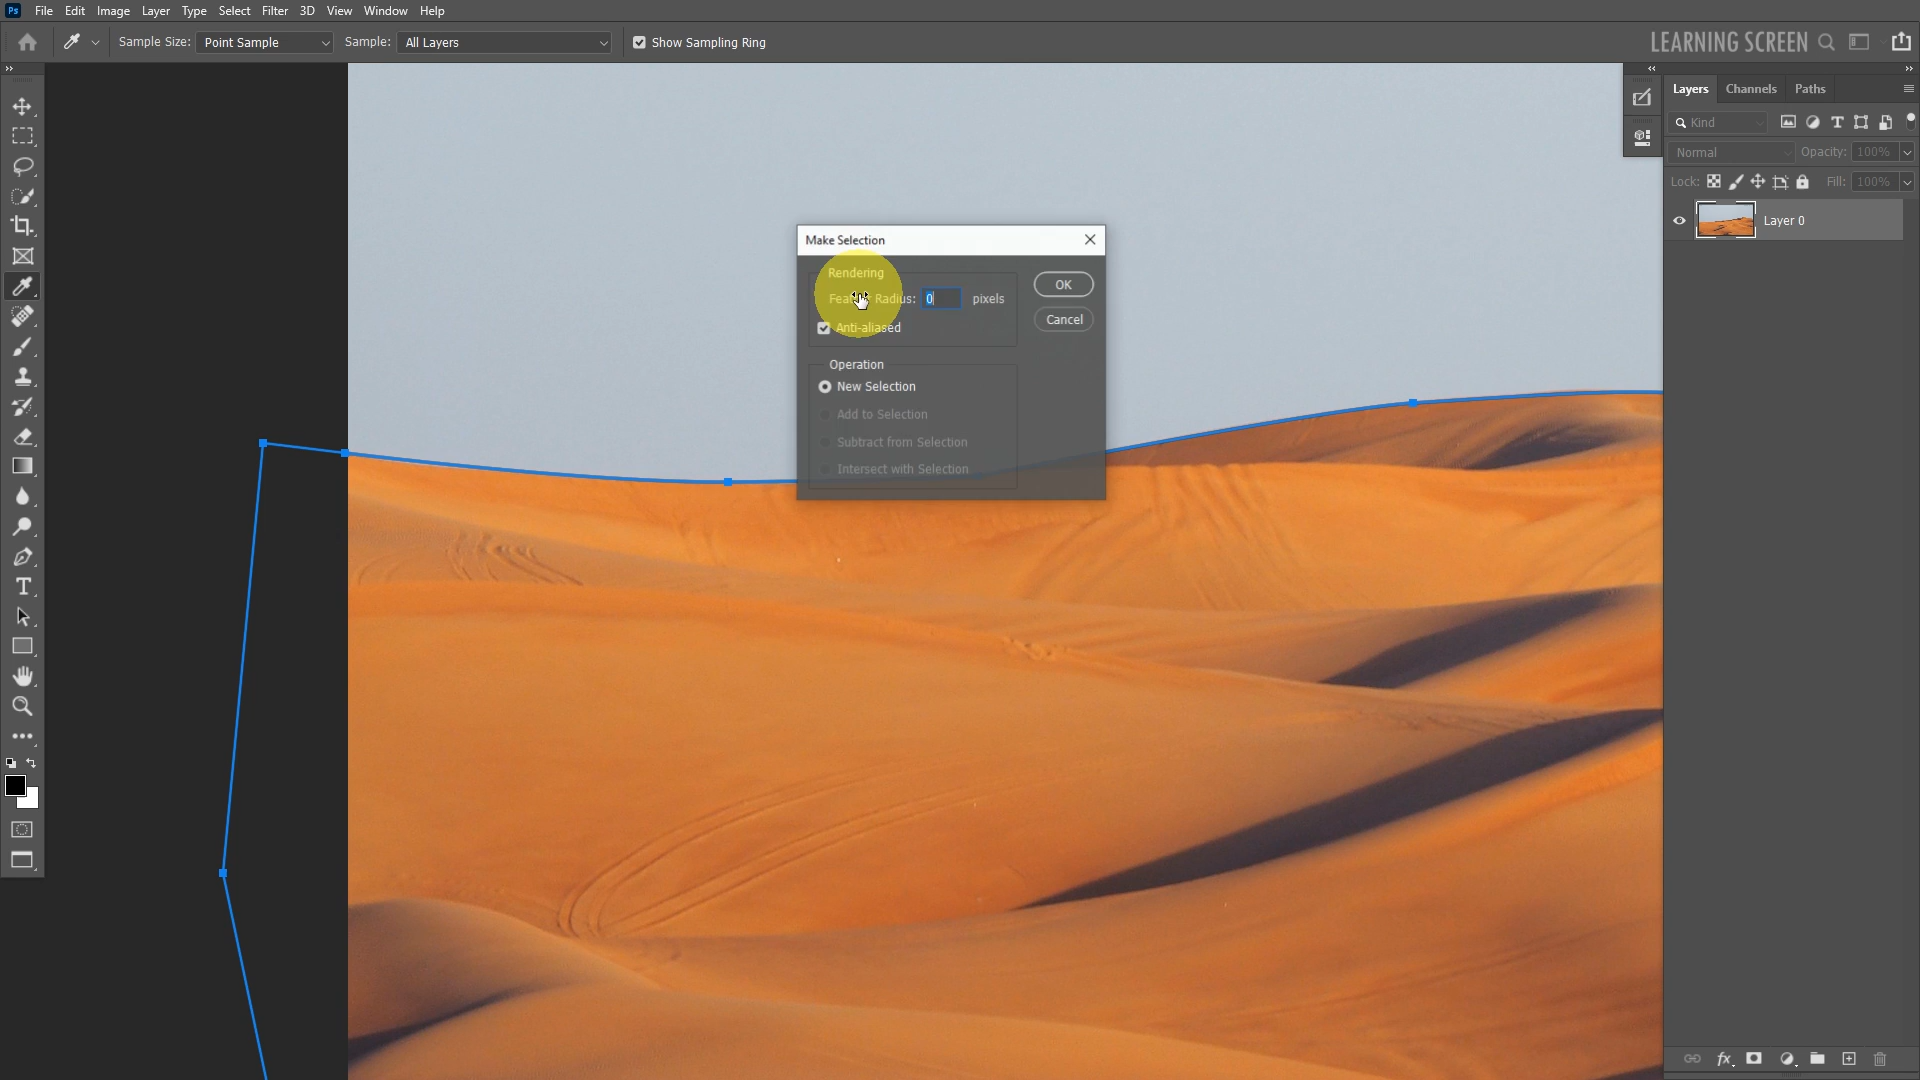 Ps File Edit Image Layer Type Select Filter 3D View Window Help
Sample Size: Point Sample Sample: All Layers Show Sampling Ring
LEARNING SCREEN
Layers Channels Paths
Kind
Normal Opacity: 100%
Lock: Fill: 100%
Layer 0
Make Selection
Rendering
Feather Radius: 0 pixels
Anti-aliased
OK
Cancel
Operation
New Selection
Add to Selection
Subtract from Selection
Intersect with Selection
fx